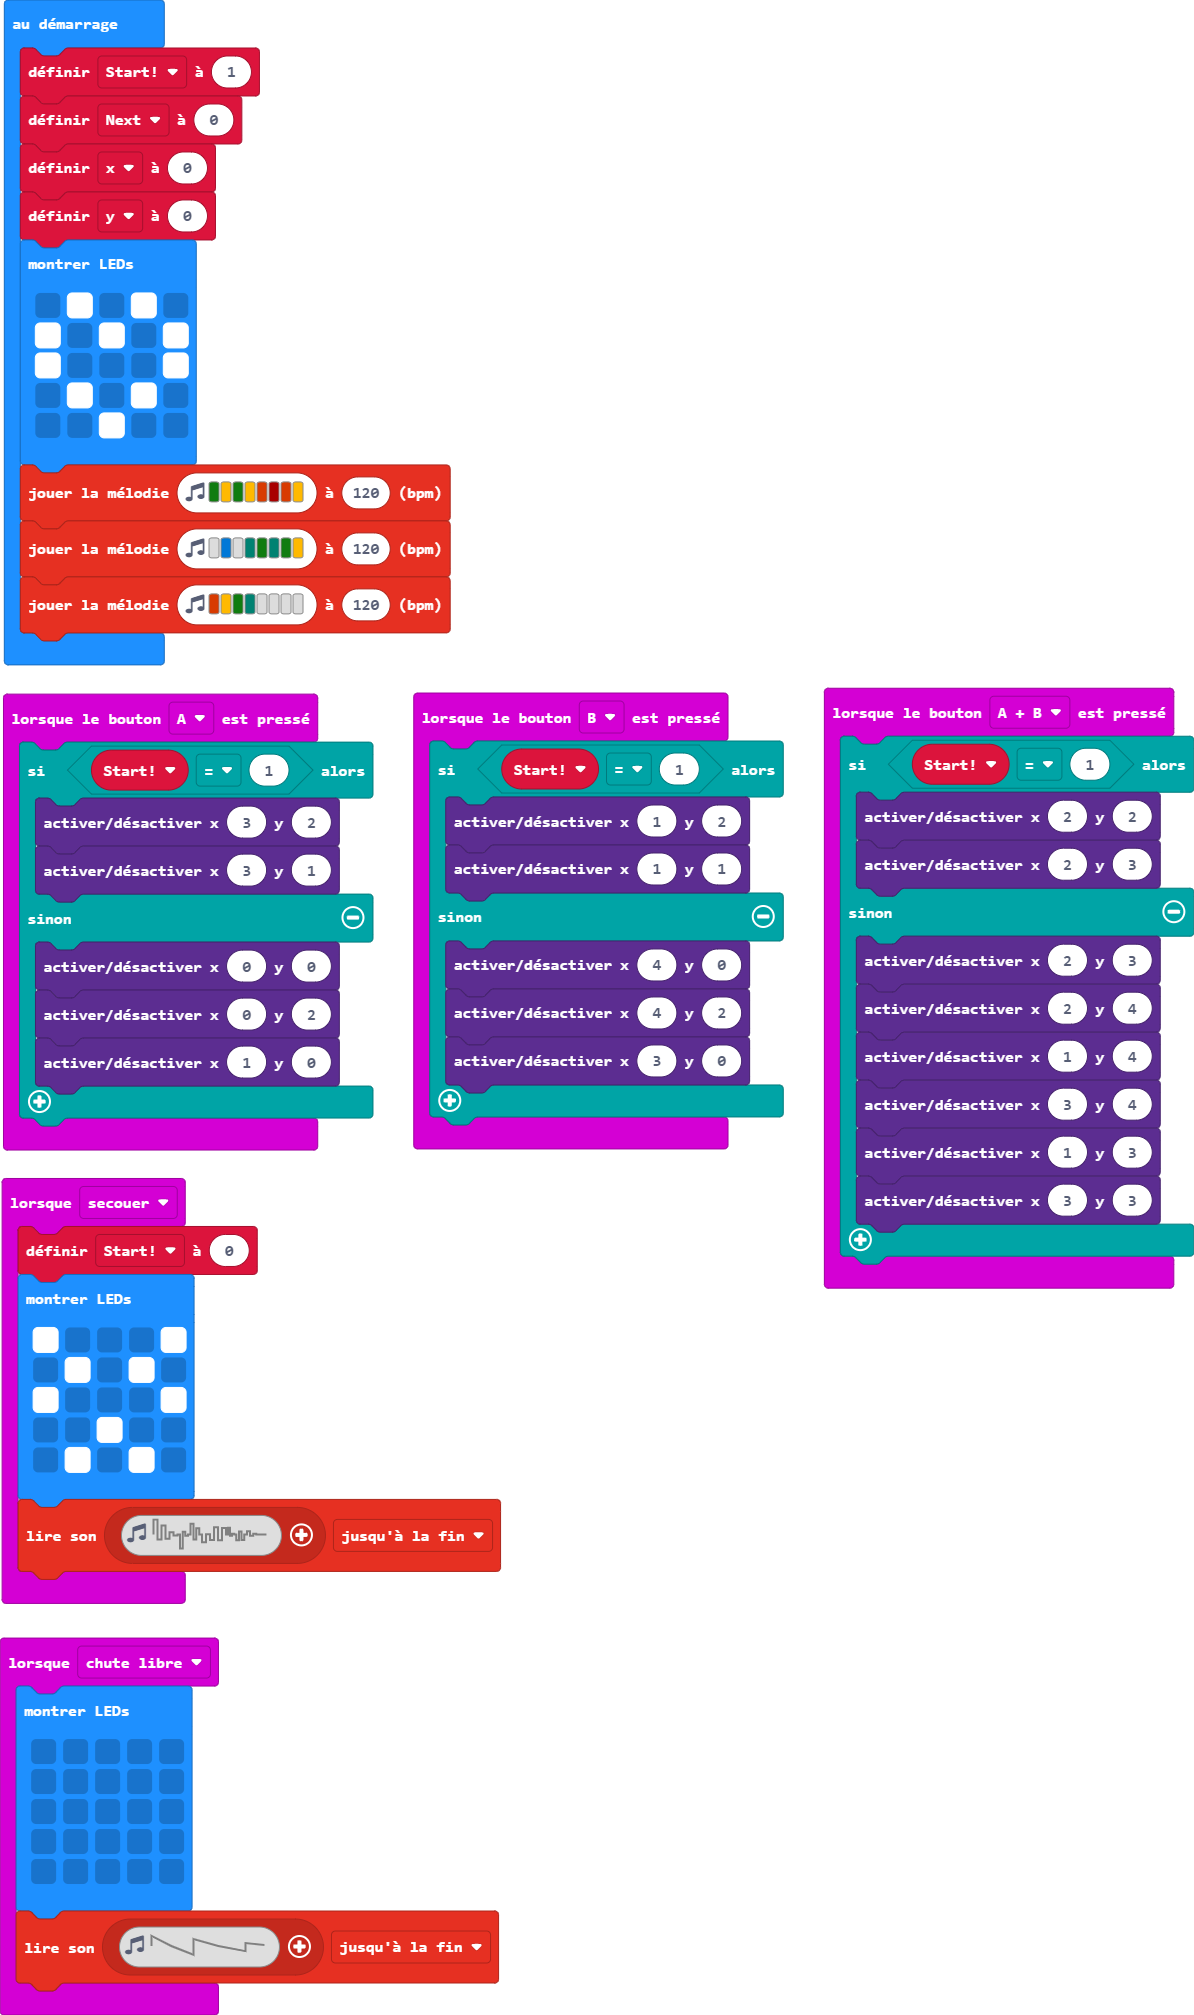 au démarrage
définir Start! à 1
définir Next à 0
définir x à 0
définir y à 0
montrer LEDs
jouer la mélodie à 120 (bpm)
jouer la mélodie à 120 (bpm)
jouer la mélodie à 120 (bpm)
lorsque le bouton A est pressé
si Start! = 1 alors
activer/désactiver x 3 y 2
activer/désactiver x 3 y 1
sinon
activer/désactiver x 0 y 0
activer/désactiver x 0 y 2
activer/désactiver x 1 y 0
lorsque le bouton B est pressé
si Start! = 1 alors
activer/désactiver x 1 y 2
activer/désactiver x 1 y 1
sinon
activer/désactiver x 4 y 0
activer/désactiver x 4 y 2
activer/désactiver x 3 y 0
lorsque le bouton A + B est pressé
si Start! = 1 alors
activer/désactiver x 2 y 2
activer/désactiver x 2 y 3
sinon
activer/désactiver x 2 y 3
activer/désactiver x 2 y 4
activer/désactiver x 1 y 4
activer/désactiver x 3 y 4
activer/désactiver x 1 y 3
activer/désactiver x 3 y 3
lorsque secouer
définir Start! à 0
montrer LEDs
lire son jusqu'à la fin
lorsque chute libre
montrer LEDs
lire son jusqu'à la fin